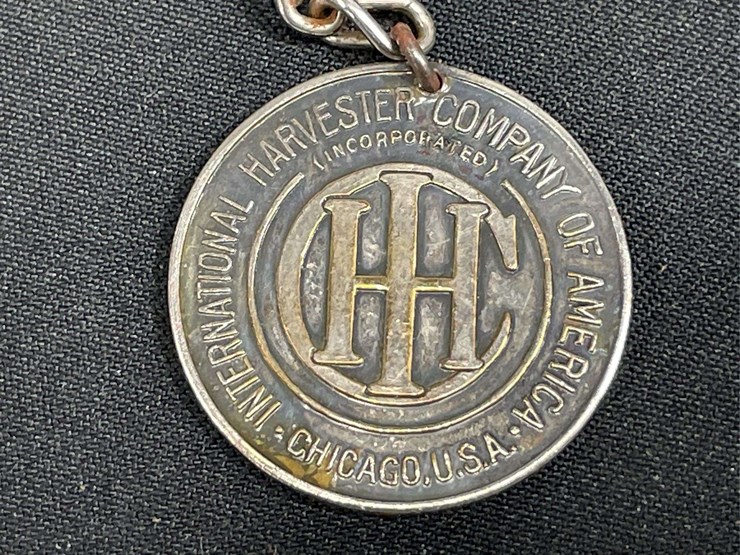 INTERNATIONAL HARVESTER COMPANY OF AMERICA
(INCORPORATED)
IHC
• CHICAGO, U.S.A. •